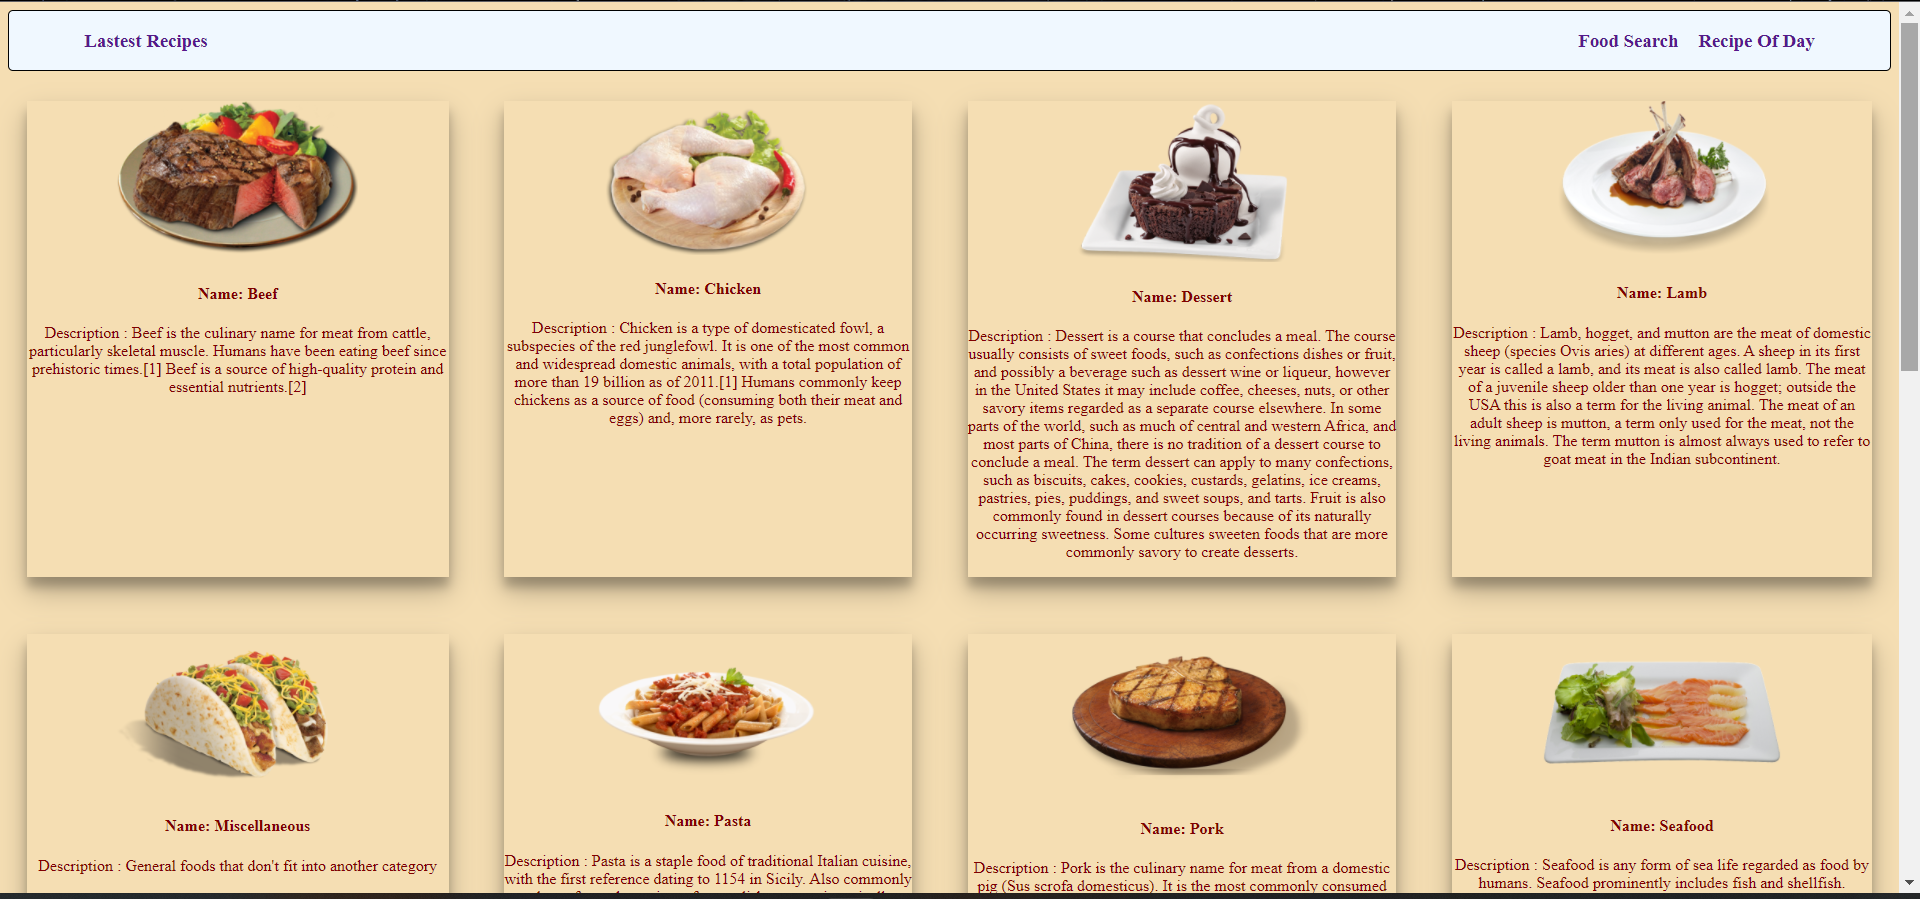 Lastest Recipes
Food Search
Recipe Of Day
Name: Beef
Description : Beef is the culinary name for meat from cattle,
particularly skeletal muscle. Humans have been eating beef since
prehistoric times.[1] Beef is a source of high-quality protein and
essential nutrients.[2]
Name: Chicken
Description : Chicken is a type of domesticated fowl, a
subspecies of the red junglefowl. It is one of the most common
and widespread domestic animals, with a total population of
more than 19 billion as of 2011.[1] Humans commonly keep
chickens as a source of food (consuming both their meat and
eggs) and, more rarely, as pets.
Name: Dessert
Description : Dessert is a course that concludes a meal. The course
usually consists of sweet foods, such as confections dishes or fruit,
and possibly a beverage such as dessert wine or liqueur, however
in the United States it may include coffee, cheeses, nuts, or other
savory items regarded as a separate course elsewhere. In some
parts of the world, such as much of central and western Africa, and
most parts of China, there is no tradition of a dessert course to
conclude a meal. The term dessert can apply to many confections,
such as biscuits, cakes, cookies, custards, gelatins, ice creams,
pastries, pies, puddings, and sweet soups, and tarts. Fruit is also
commonly found in dessert courses because of its naturally
occurring sweetness. Some cultures sweeten foods that are more
commonly savory to create desserts.
Name: Lamb
Description : Lamb, hogget, and mutton are the meat of domestic
sheep (species Ovis aries) at different ages. A sheep in its first
year is called a lamb, and its meat is also called lamb. The meat
of a juvenile sheep older than one year is hogget; outside the
USA this is also a term for the living animal. The meat of an
adult sheep is mutton, a term only used for the meat, not the
living animals. The term mutton is almost always used to refer to
goat meat in the Indian subcontinent.
Name: Miscellaneous
Description : General foods that don't fit into another category
Name: Pasta
Description : Pasta is a staple food of traditional Italian cuisine,
with the first reference dating to 1154 in Sicily. Also commonly
Name: Pork
Description : Pork is the culinary name for meat from a domestic
pig (Sus scrofa domesticus). It is the most commonly consumed
Name: Seafood
Description : Seafood is any form of sea life regarded as food by
humans. Seafood prominently includes fish and shellfish.